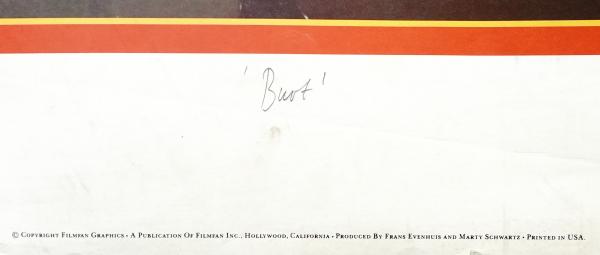 'Buot'
© Copyright Filmfan Graphics • A Publication Of Filmfan Inc., Hollywood, California • Produced By Frans Evenhuis and Marty Schwartz • Printed in USA.